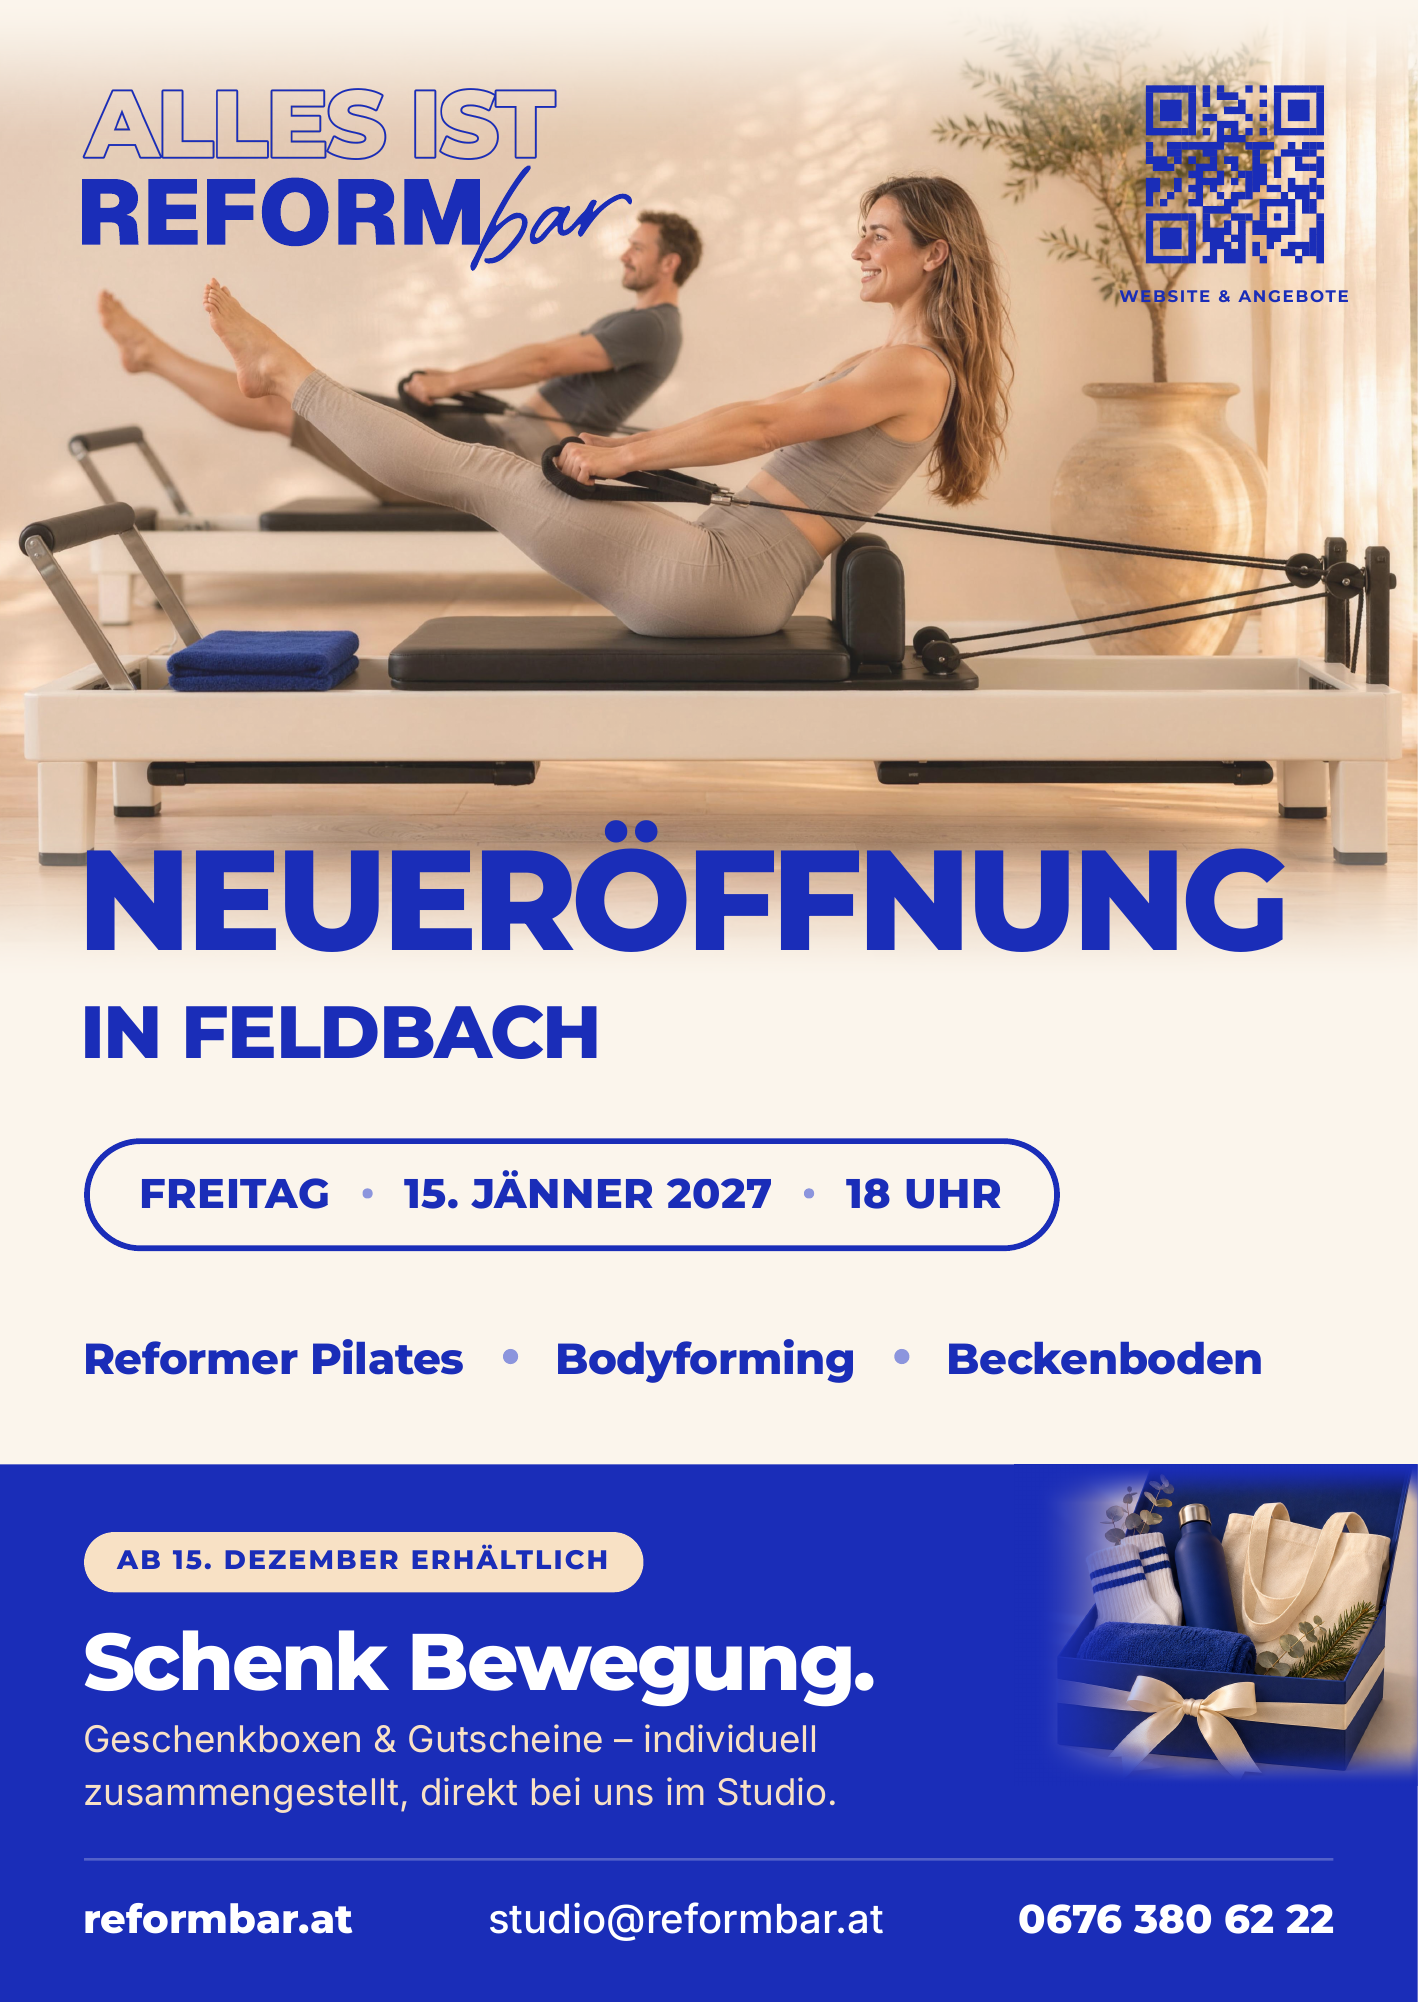 ALLES IST
REFORMbar
WEBSITE & ANGEBOTE
NEUERÖFFNUNG
IN FELDBACH
FREITAG • 15. JÄNNER 2027 • 18 UHR
Reformer Pilates • Bodyforming • Beckenboden
AB 15. DEZEMBER ERHÄLTLICH
Schenk Bewegung.
Geschenkboxen & Gutscheine – individuell
zusammengestellt, direkt bei uns im Studio.
reformbar.at studio@reformbar.at 0676 380 62 22